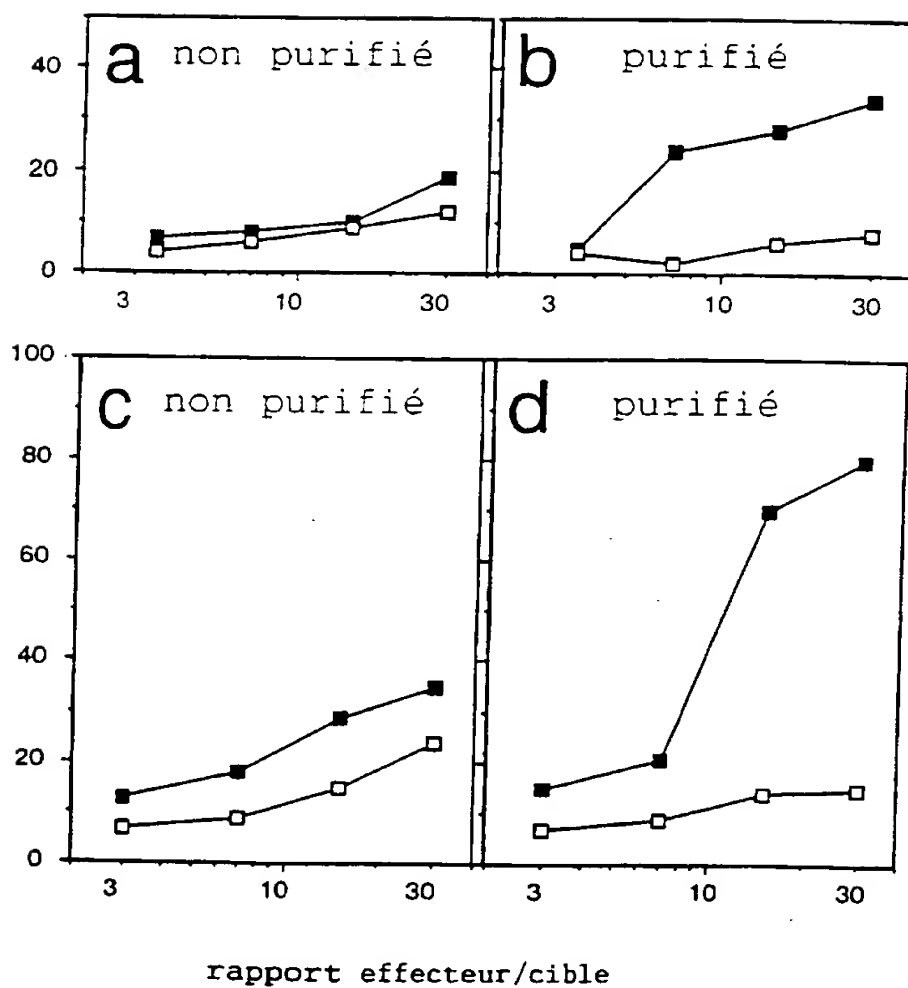 a non purifié
b purifié
40
20
0
3 10 30
3 10 30
c non purifié
d purifié
100
80
60
40
20
0
3 10 30
3 10 30
rapport effecteur/cible